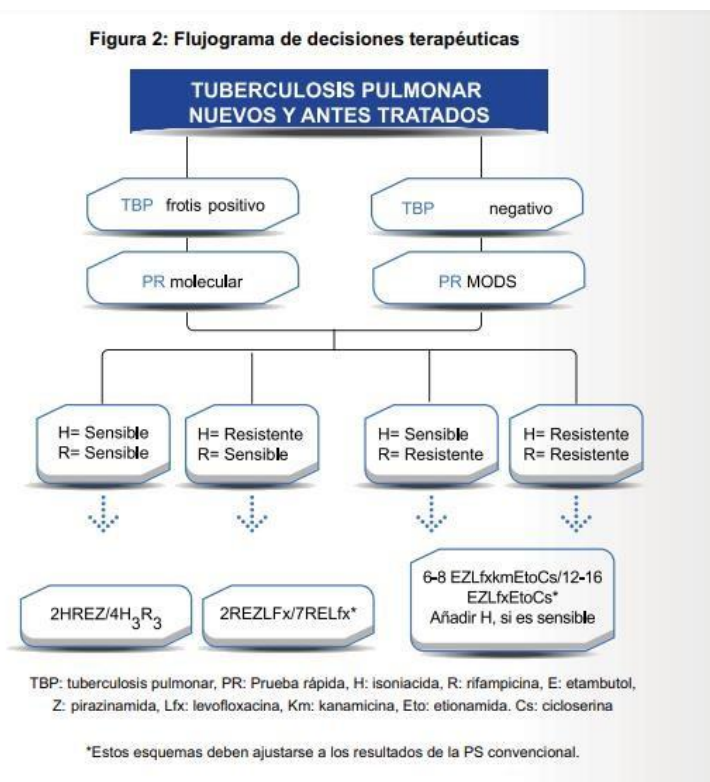 Figura 2: Flujograma de decisiones terapéuticas
TUBERCULOSIS PULMONAR
NUEVOS Y ANTES TRATADOS
TBP frotis positivo
TBP negativo
PR molecular
PR MODS
H= Sensible
R= Sensible
H= Resistente
R= Sensible
H= Sensible
R= Resistente
H= Resistente
R= Resistente
2HREZ/4H₃R₃
2REZLFx/7RELfx*
6-8 EZLfxkmEtoCs/12-16
EZLfxEtoCs*
Añadir H, si es sensible
TBP: tuberculosis pulmonar, PR: Prueba rápida, H: isoniacida, R: rifampicina, E: etambutol,
Z: pirazinamida, Lfx: levofloxacina, Km: kanamicina, Eto: etionamida. Cs: cicloserina
*Estos esquemas deben ajustarse a los resultados de la PS convencional.